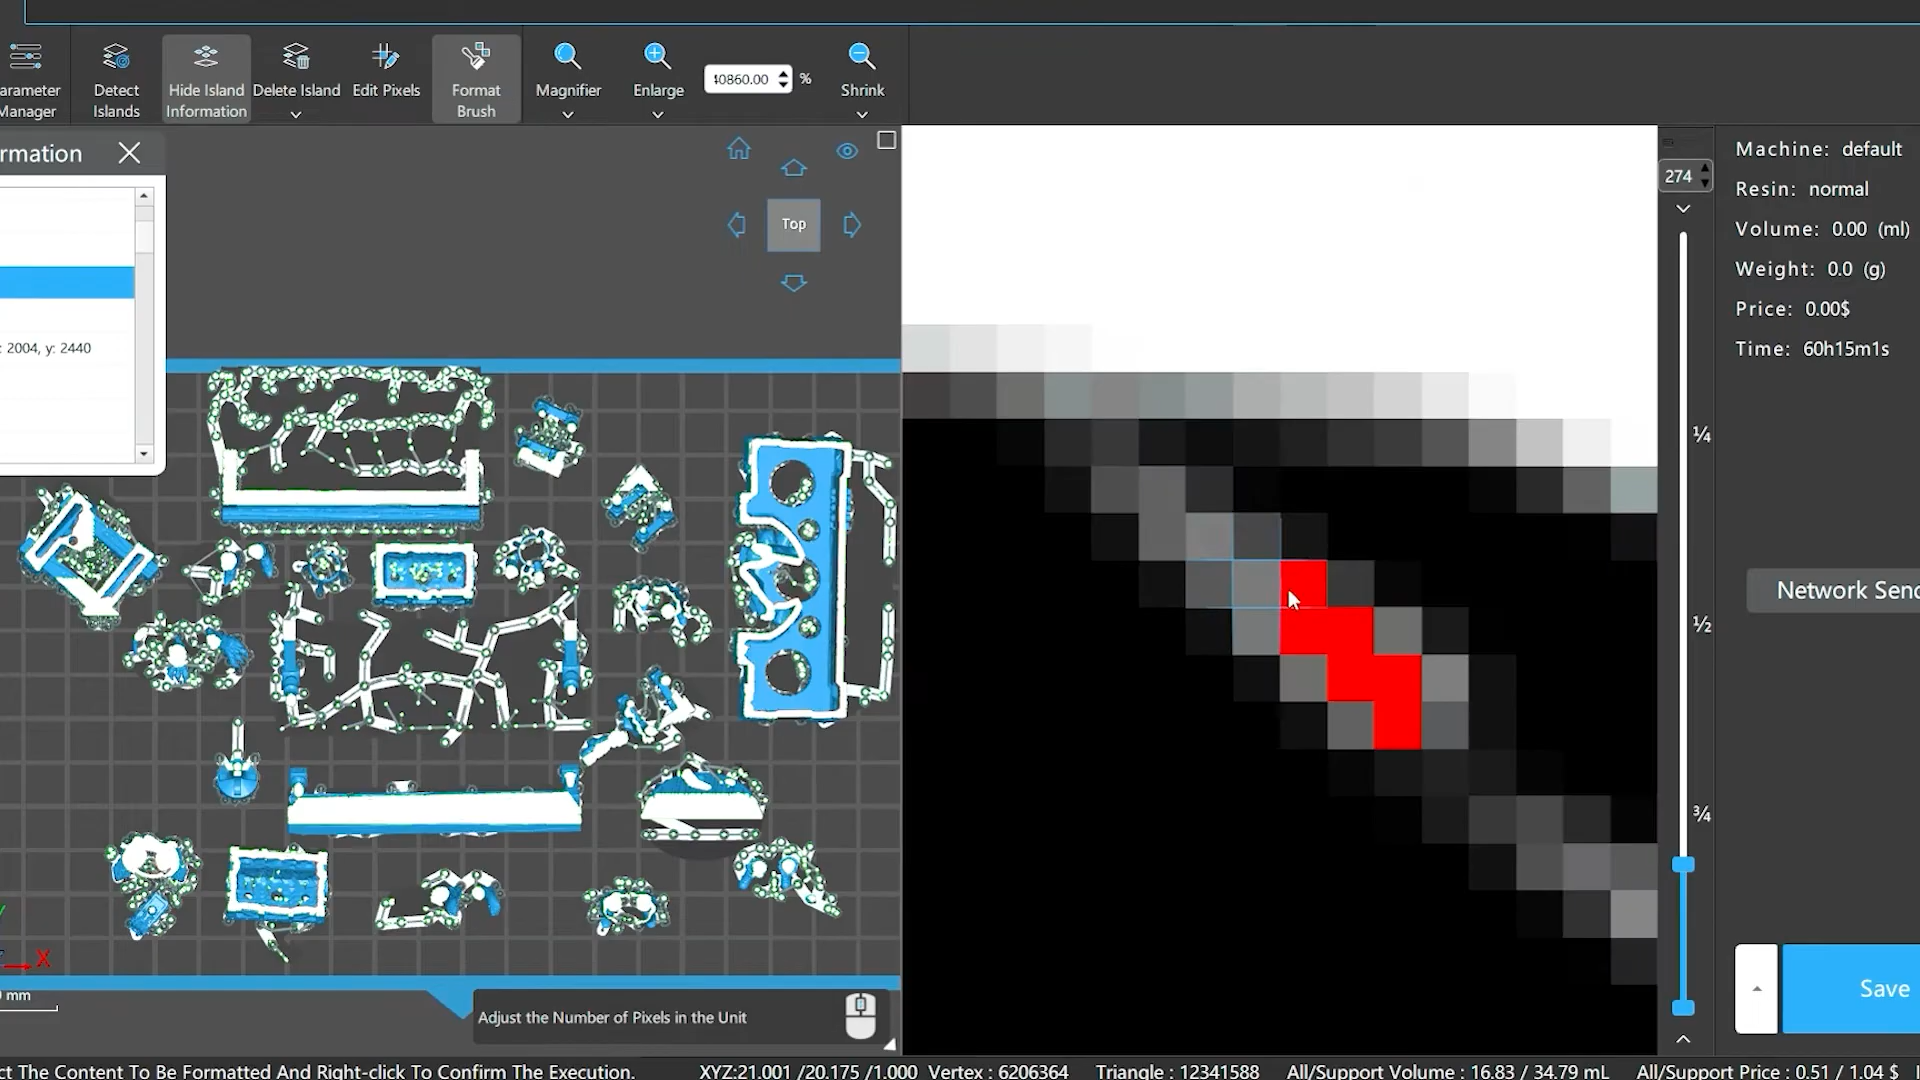 arameter
Manager
Detect
Islands
Hide Island
Information
Delete Island
Edit Pixels
Format
Brush
Magnifier
Enlarge
10860.00 %
Shrink
rmation
: 2004, y: 2440
Top
274
Machine: default
Resin: normal
Volume: 0.00 (ml)
Weight: 0.0 (g)
Price: 0.00$
Time: 60h15m1s
¼
Network Send
½
¾
X
mm
Adjust the Number of Pixels in the Unit
Save
ct The Content To Be Formatted And Right-click To Confirm The Execution.
XYZ:21.001 /20.175 /1.000 Vertex : 6206364 Triangle : 12341588 All/Support Volume : 16.83 / 34.79 mL All/Support Price : 0.51 / 1.04 $